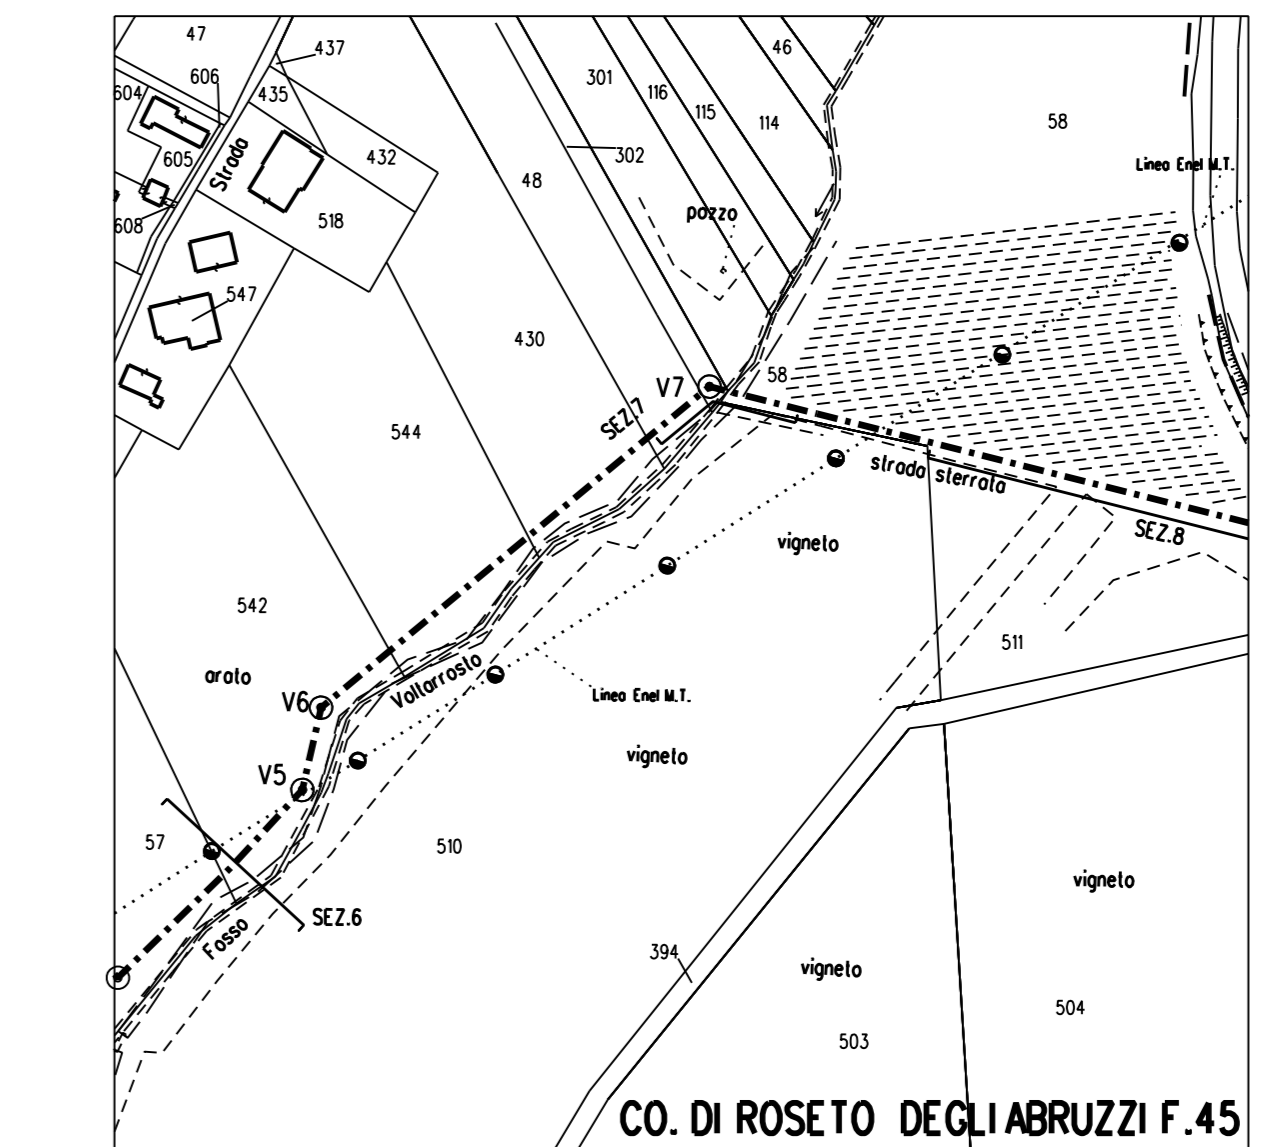 47
437
606
46
301
604
435
116
115
114
58
302
432
605
Strada
Linea Enel M.T.
48
pozzo
518
608
547
430
58
V7
SEZ.7
544
strada sterrata
SEZ.8
vigneto
542
511
arato
Vallarrosto
V6
Linea Enel M.T.
vigneto
V5
57
510
vigneto
SEZ.6
Fosso
394
vigneto
504
503
CO. DI ROSETO DEGLI ABRUZZI F.45